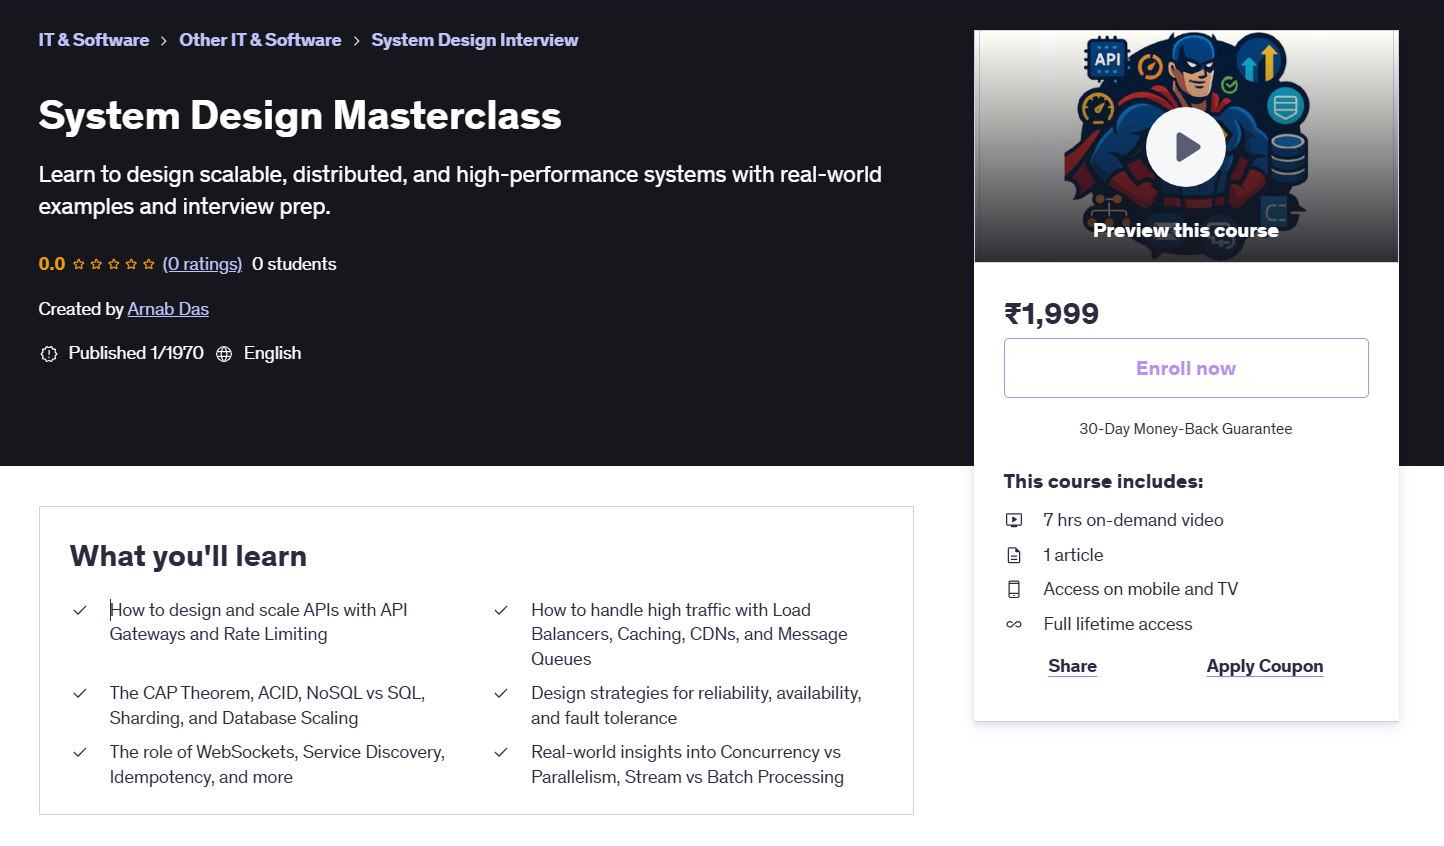 IT & Software > Other IT & Software > System Design Interview
System Design Masterclass
Learn to design scalable, distributed, and high-performance systems with real-world
examples and interview prep.
0.0 (0 ratings) 0 students
Created by Arnab Das
Published 1/1970 English
API
Preview this course
₹1,999
Enroll now
30-Day Money-Back Guarantee
This course includes:
7 hrs on-demand video
1 article
Access on mobile and TV
Full lifetime access
Share Apply Coupon
What you'll learn
How to design and scale APIs with API
Gateways and Rate Limiting
How to handle high traffic with Load
Balancers, Caching, CDNs, and Message
Queues
The CAP Theorem, ACID, NoSQL vs SQL,
Sharding, and Database Scaling
Design strategies for reliability, availability,
and fault tolerance
The role of WebSockets, Service Discovery,
Idempotency, and more
Real-world insights into Concurrency vs
Parallelism, Stream vs Batch Processing